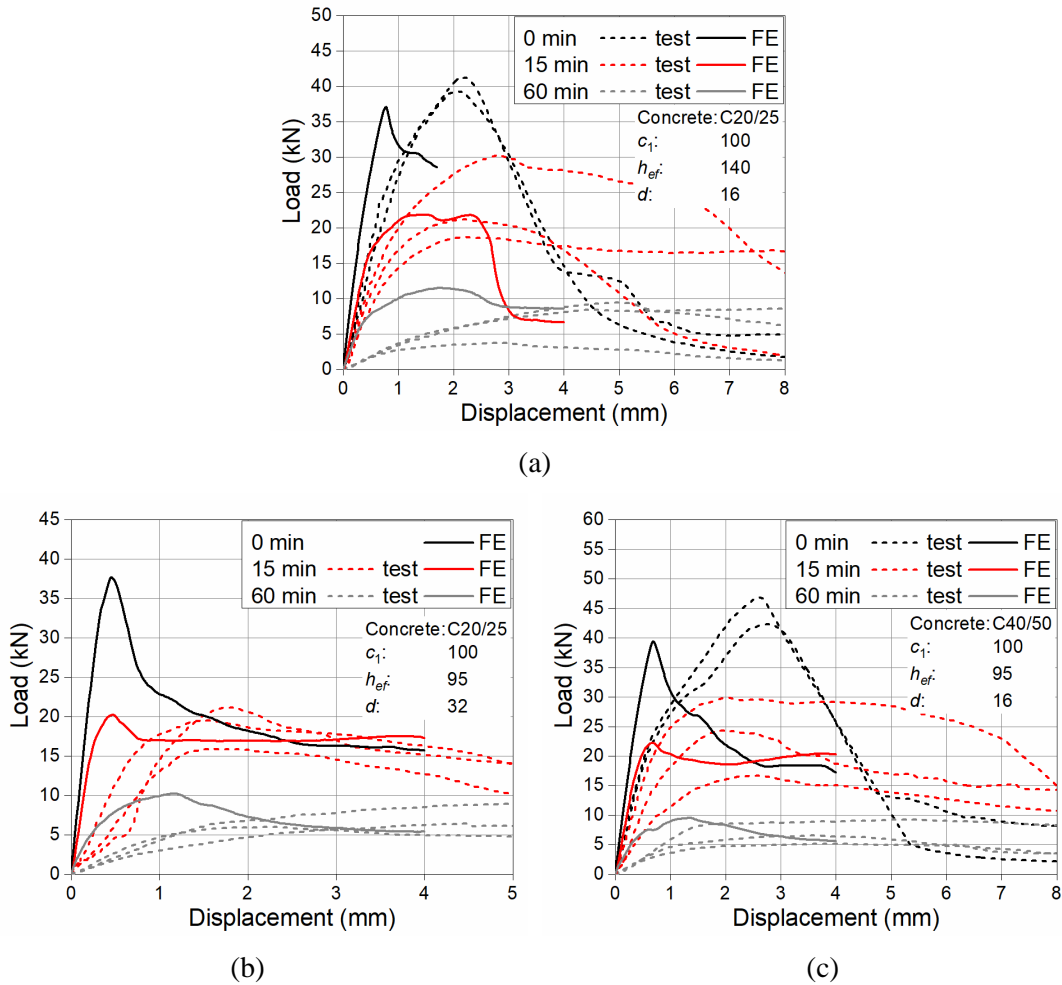 50
45
40
35
30
25
20
15
10
5
0
Load (kN)
0 min test FE
15 min test FE
60 min test FE
Concrete: C20/25
c1: 100
hef: 140
d: 16
0 1 2 3 4 5 6 7 8
Displacement (mm)
(a)
45
40
35
30
25
20
15
10
5
0
Load (kN)
0 min FE
15 min test FE
60 min test FE
Concrete: C20/25
c1: 100
hef: 95
d: 32
0 1 2 3 4 5
Displacement (mm)
(b)
60
55
50
45
40
35
30
25
20
15
10
5
0
Load (kN)
0 min test FE
15 min test FE
60 min test FE
Concrete: C40/50
c1: 100
hef: 95
d: 16
0 1 2 3 4 5 6 7 8
Displacement (mm)
(c)